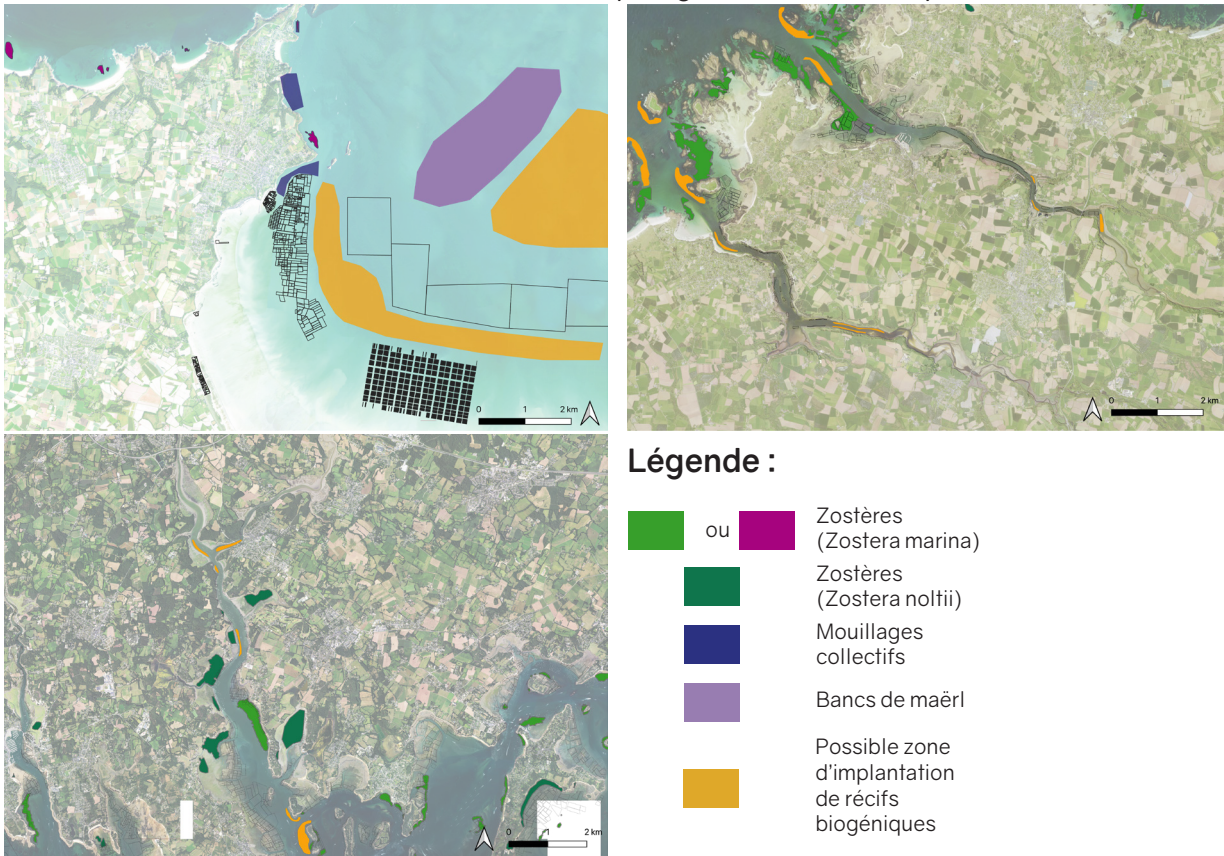 0 1 2 km
0 1 2 km
0 1 2 km
Légende :
ou
Zostères
(Zostera marina)
Zostères
(Zostera noltii)
Mouillages
collectifs
Bancs de maërl
Possible zone
d'implantation
de récifs
biogéniques